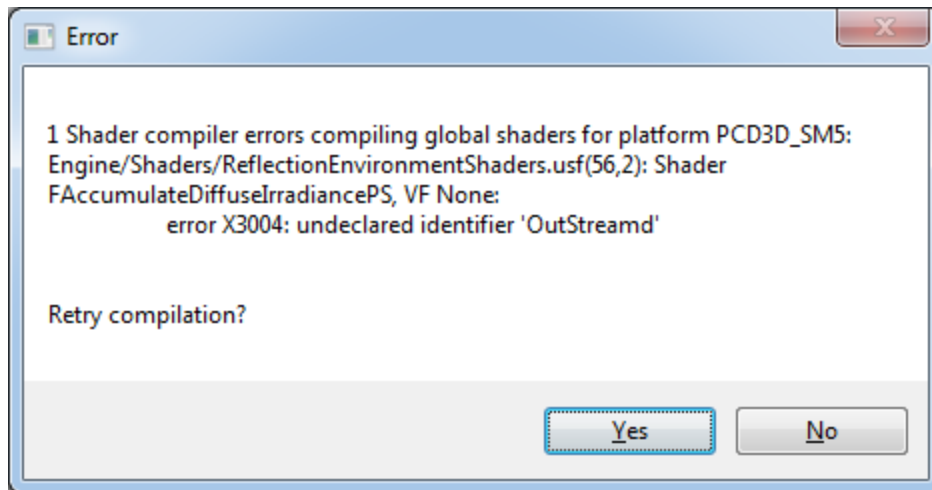 Error
1 Shader compiler errors compiling global shaders for platform PCD3D_SM5:
Engine/Shaders/ReflectionEnvironmentShaders.usf(56,2): Shader
FAccumulateDiffuseIrradiancePS, VF None:
error X3004: undeclared identifier 'OutStreamd'
Retry compilation?
Yes
No